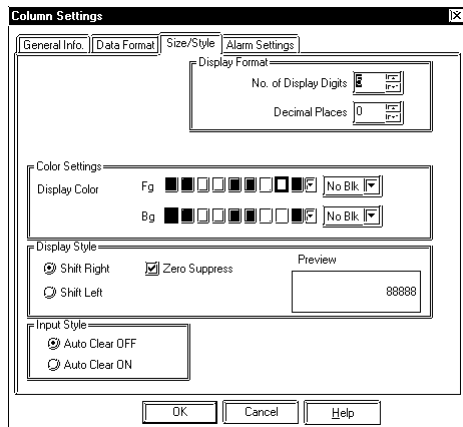 Column Settings
General Info. Data Format Size/Style Alarm Settings
Display Format
No. of Display Digits
Decimal Places 0
Color Settings
Display Color Fg No Blk
Bg No Blk
Display Style
Shift Right Zero Suppress Preview
Shift Left 88888
Input Style
Auto Clear OFF
Auto Clear ON
OK Cancel Help